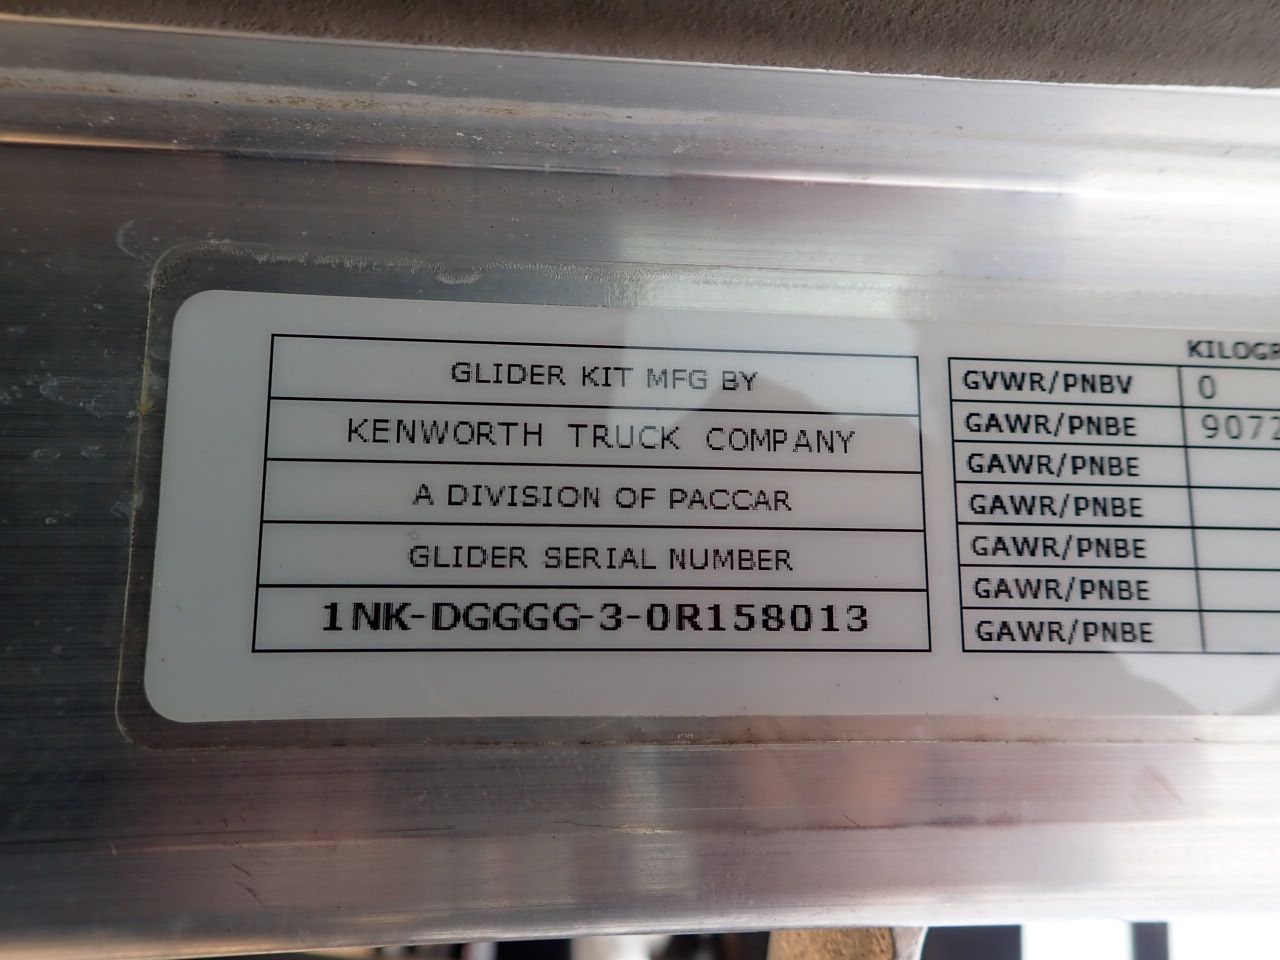 GLIDER KIT MFG BY
KENWORTH TRUCK COMPANY
A DIVISION OF PACCAR
GLIDER SERIAL NUMBER
1NK-DGGGG-3-0R158013
GVWR/PNBV 0
GAWR/PNBE 9072
GAWR/PNBE
GAWR/PNBE
GAWR/PNBE
GAWR/PNBE
GAWR/PNBE